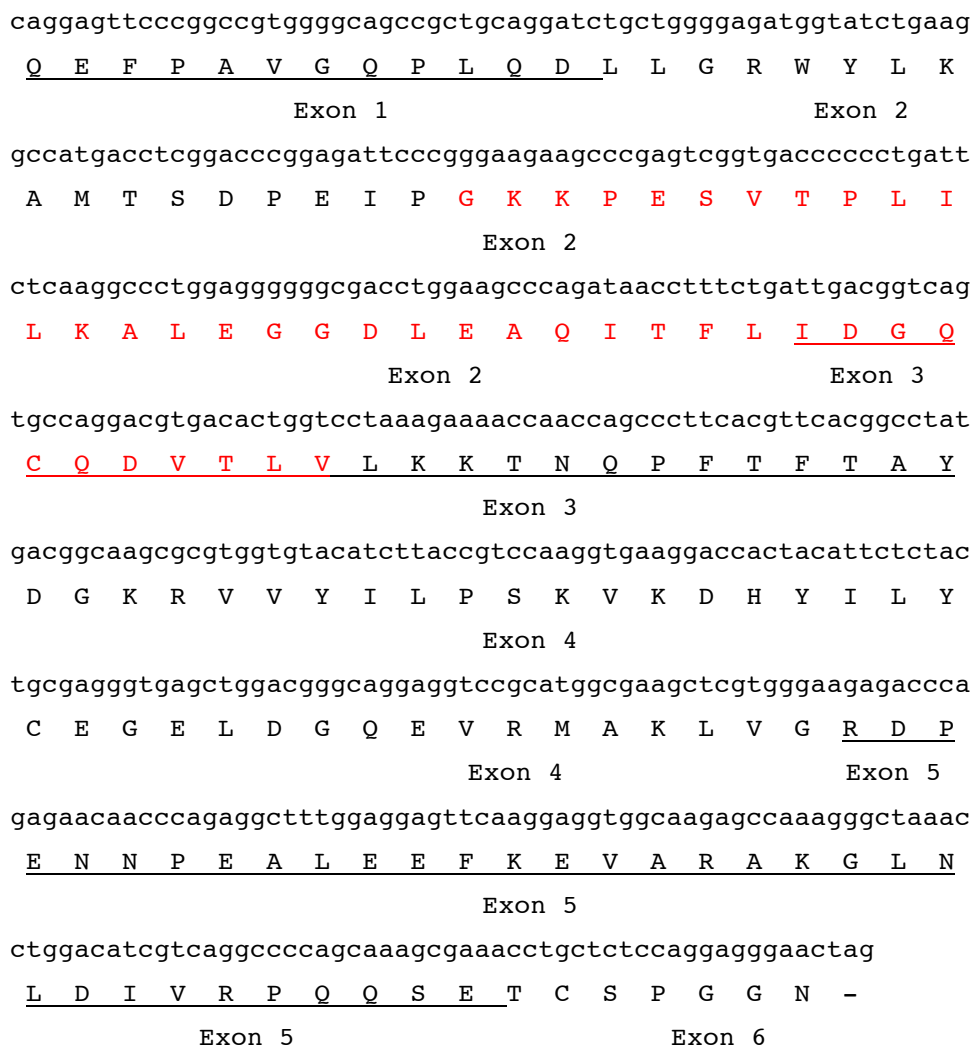 caggagttcccggccgtggggcagccgctgcaggatctgctggggagatggtatctgaag
Q E F P A V G Q P L Q D L L G R W Y L K
Exon 1 Exon 2
gccatgacctcggacccggagattcccgggaagaagcccgagtcggtgacccccctgatt
A M T S D P E I P G K K P E S V T P L I
Exon 2
ctcaaggccctggaggggggcgacctggaagcccagataacctttctgattgacggtcag
L K A L E G G D L E A Q I T F L I D G Q
Exon 2 Exon 3
tgccaggacgtgacactggtcctaaagaaaaccaaccagcccttcacgttcacggcctat
C Q D V T L V L K K T N Q P F T F T A Y
Exon 3
gacggcaagcgcgtggtgtacatcttaccgtccaaggtgaaggaccactacattctctac
D G K R V V Y I L P S K V K D H Y I L Y
Exon 4
tgcgagggtgagctggacgggcaggaggtccgcatggcgaagctcgtgggaagagaccca
C E G E L D G Q E V R M A K L V G R D P
Exon 4 Exon 5
gagaacaacccagaggctttggaggagttcaaggaggtggcaagagccaaagggctaaac
E N N P E A L E E F K E V A R A K G L N
Exon 5
ctggacatcgtcaggccccagcaaagcgaaacctgctctccaggagggaactag
L D I V R P Q Q S E T C S P G G N –
Exon 5 Exon 6